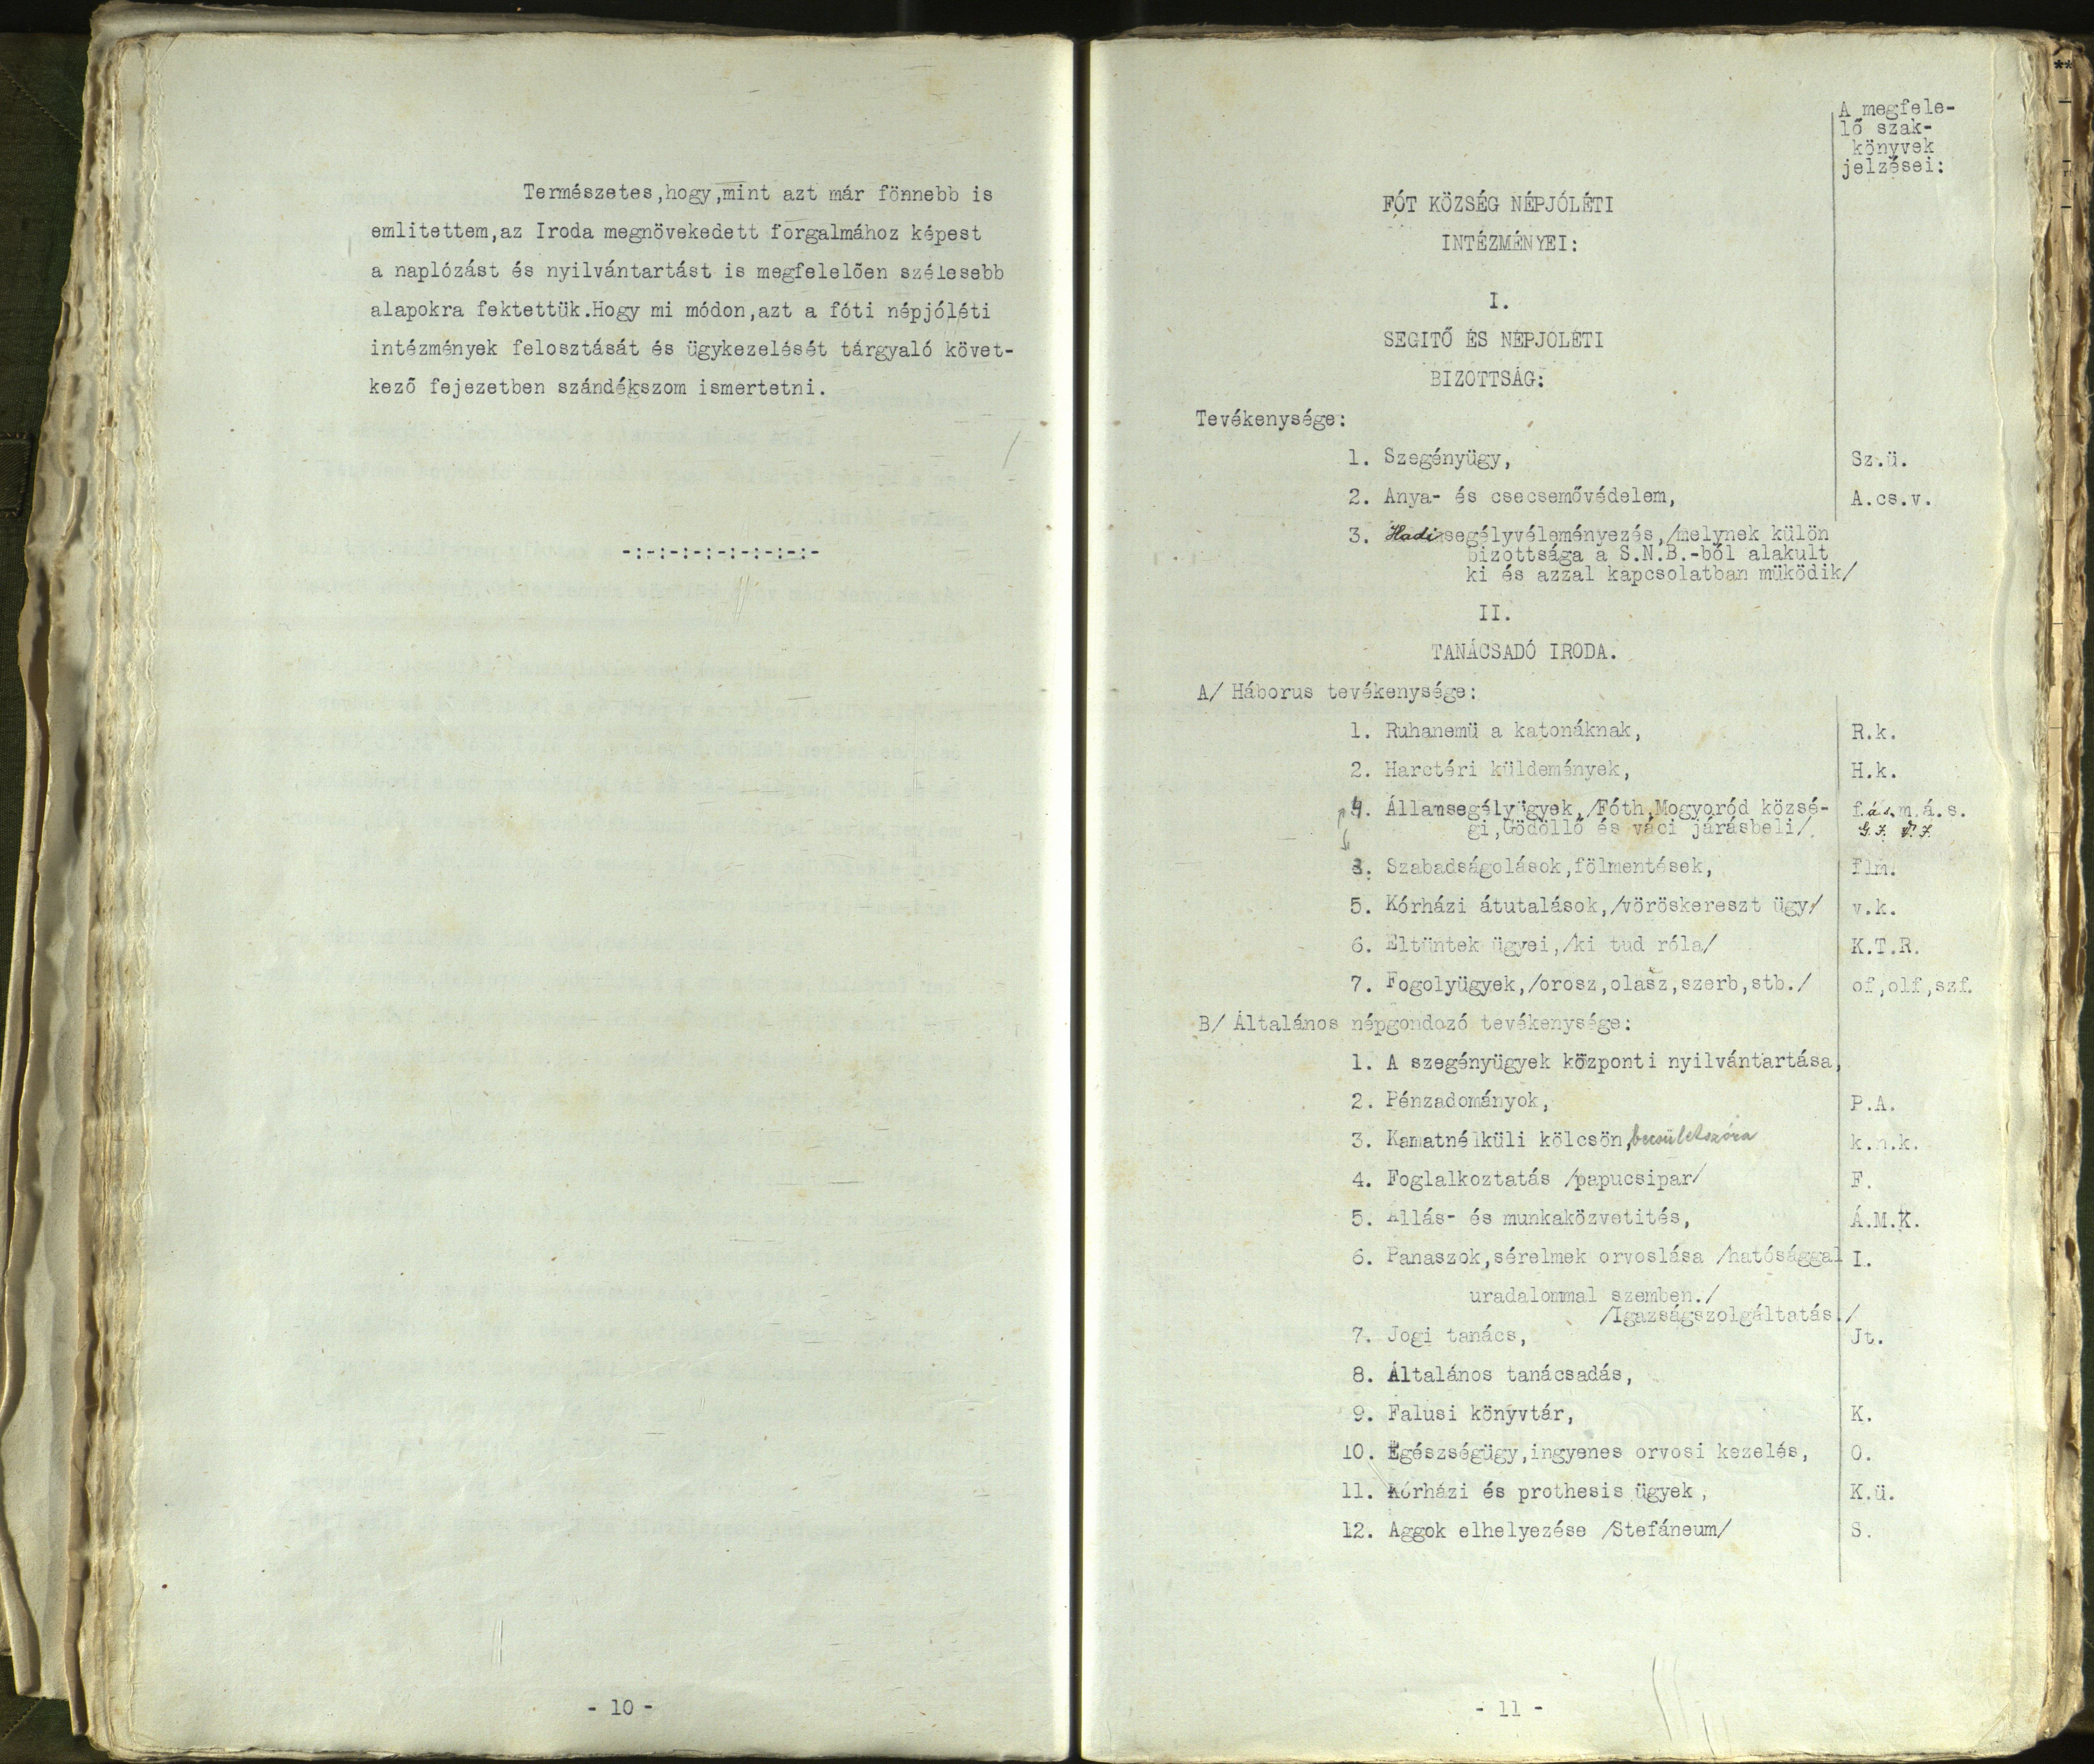 Természetes,hogy,mint azt már fönnebb is
emlitettem,az Iroda megnövekedett forgalmához képest
a naplózást és nyilvántartást is megfelelően szélesebb
alapokra fektettük.Hogy mi módon,azt a fóti népjóléti
intézmények felosztását és ügykezelését tárgyaló követ-
kező fejezetben szándékszom ismertetni.
-:-:-:-:-:-:-:-:-:-
- 10 -
A megfele-
lő szak-
könyvek
jelzései:
FÓT KÖZSÉG NÉPJÓLÉTI
INTÉZMÉNYEI:
I.
SEGITŐ ÉS NÉPJÓLÉTI
BIZOTTSÁG:
Tevékenysége:
1. Szegényügy, Sz.ü.
2. Anya- és csecsemővédelem, A.cs.v.
3. Hadisegélyvéleményezés,/melynek külön
bizottsága a S.N.B.-ből alakult
ki és azzal kapcsolatban müködik/
II.
TANÁCSADÓ IRODA.
A/ Háborus tevékenysége:
1. Ruhanemü a katonáknak, R.k.
2. Harctéri küldemények, H.k.
4. Államsegélyügyek,/Fóth,Mogyoród közsé- f.á.s.m.á.s.
gi,Gödöllő és váci járásbeli/.
3. Szabadságolások,fölmentések, Flm.
5. Kórházi átutalások,/vöröskereszt ügy/ v.k.
6. Eltüntek ügyei,/ki tud róla/ K.T.R.
7. Fogolyügyek,/orosz,olasz,szerb,stb./ of,olf,szf.
B/ Általános népgondozó tevékenysége:
1. A szegényügyek központi nyilvántartása,
2. Pénzadományok, P.A.
3. Kamatnélküli kölcsön,becsületszóra k.n.k.
4. Foglalkoztatás /papucsipar/ F.
5. Állás- és munkaközvetités, Á.M.K.
6. Panaszok,sérelmek orvoslása /hatósággal I.
uradalommal szemben./
/Igazságszolgáltatás./
7. Jogi tanács, Jt.
8. Általános tanácsadás,
9. Falusi könyvtár, K.
10. Egészségügy,ingyenes orvosi kezelés, O.
11. Kórházi és prothesis ügyek, K.ü.
12. Aggok elhelyezése /Stefáneum/ S.
- 11 -